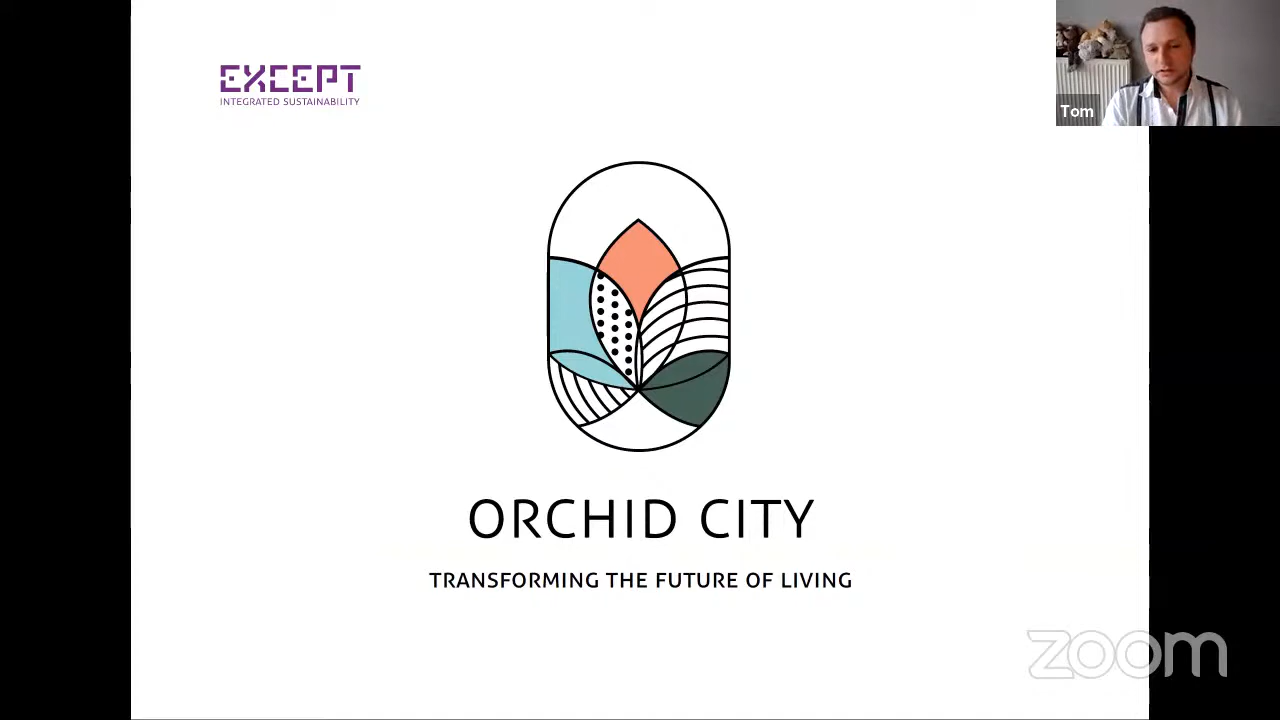 EXCEPT
INTEGRATED SUSTAINABILITY
Tom
ORCHID CITY
TRANSFORMING THE FUTURE OF LIVING
zoom